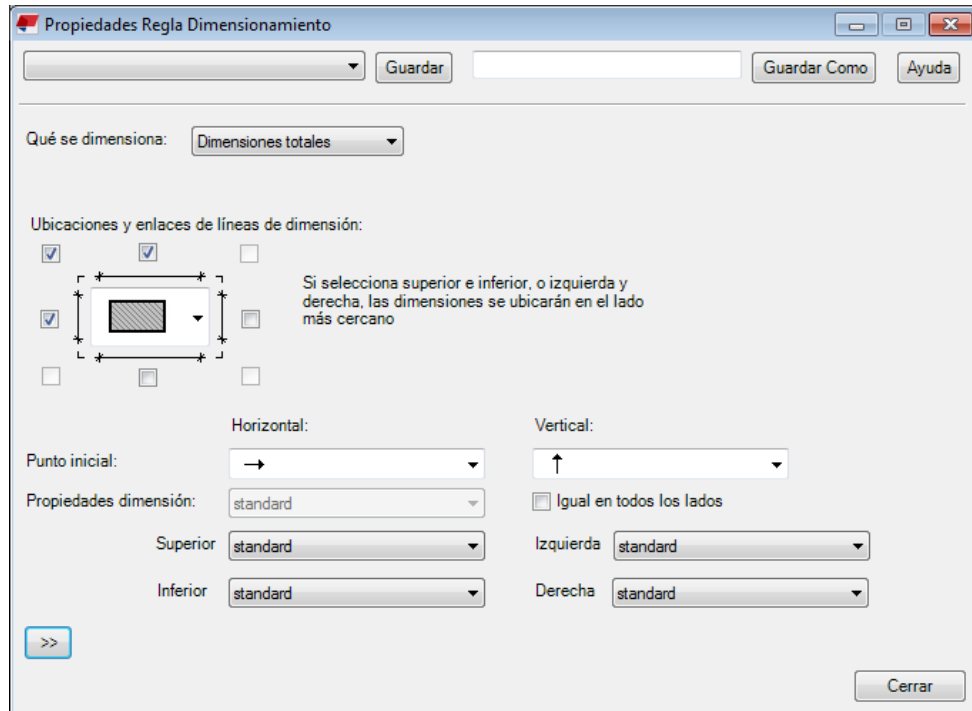 Propiedades Regla Dimensionamiento
Guardar Guardar Como Ayuda
Qué se dimensiona: Dimensiones totales
Ubicaciones y enlaces de líneas de dimensión:
Si selecciona superior e inferior, o izquierda y
derecha, las dimensiones se ubicarán en el lado
más cercano
Horizontal: Vertical:
Punto inicial:
Propiedades dimensión: standard Igual en todos los lados
Superior standard Izquierda standard
Inferior standard Derecha standard
>>
Cerrar